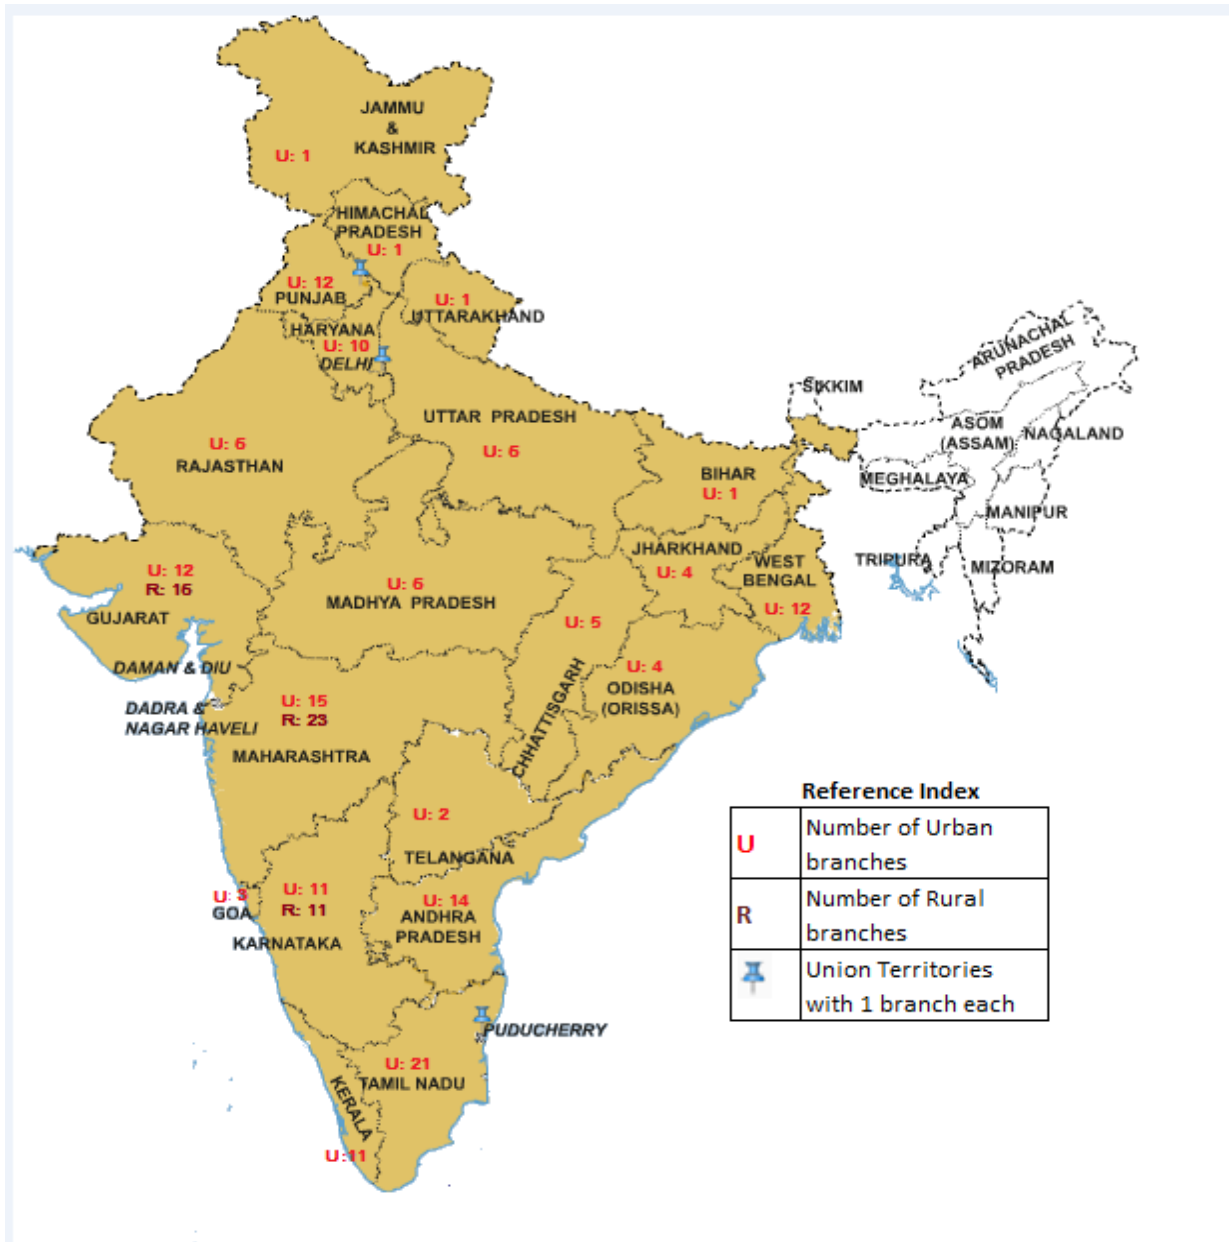 JAMMU
&
KASHMIR
U: 1
HIMACHAL
PRADESH
U: 1
U: 12
PUNJAB
U: 1
UTTARAKHAND
HARYANA
U: 10
DELHI
ARUNACHAL
PRADESH
SIKKIM
UTTAR PRADESH
U: 6
ASOM
(ASSAM)
NAGALAND
U: 6
RAJASTHAN
BIHAR
U: 1
MEGHALAYA
MANIPUR
JHARKHAND
U: 4
WEST
BENGAL
U: 12
TRIPURA
MIZORAM
U: 12
R: 16
GUJARAT
U: 6
MADHYA PRADESH
U: 5
CHHATTISGARH
DAMAN & DIU
U: 4
ODISHA
(ORISSA)
DADRA &
NAGAR HAVELI
U: 15
R: 23
MAHARASHTRA
U: 2
TELANGANA
U: 3
GOA
U: 11
R: 11
KARNATAKA
U: 14
ANDHRA
PRADESH
PUDUCHERRY
U: 21
TAMIL NADU
KERALA
U:11
Reference Index
U Number of Urban
branches
R Number of Rural
branches
Union Territories
with 1 branch each